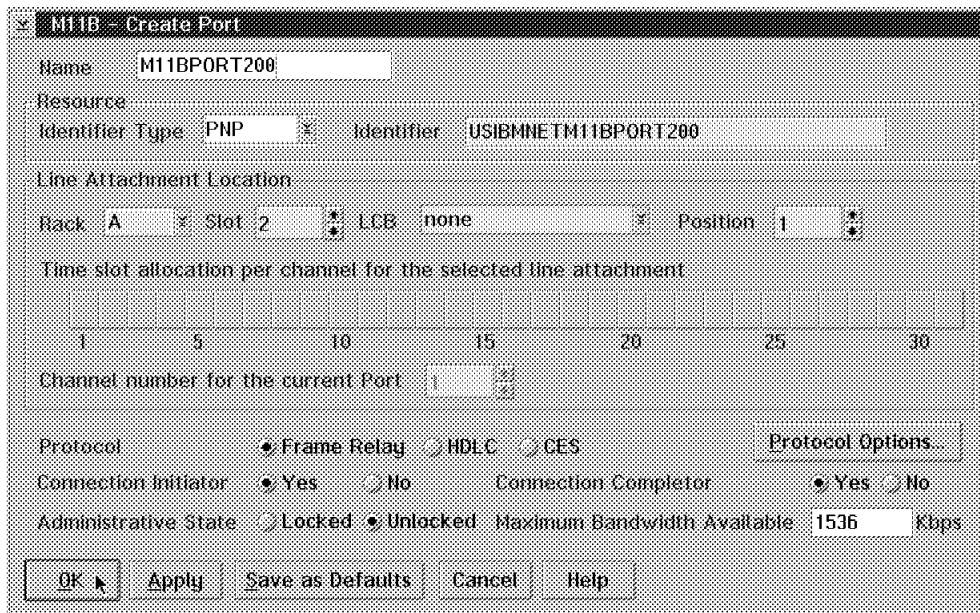 M11B - Create Port
Name M11BPORT200
Resource
Identifier Type PNP Identifier USIBMNETM11BPORT200
Line Attachment Location
Rack A Slot 2 LCB none Position 1
Time slot allocation per channel for the selected line attachment
1 5 10 15 20 25 30
Channel number for the current Port 1
Protocol Frame Relay HDLC CES Protocol Options...
Connection Initiator Yes No Connection Completor Yes No
Administrative State Locked Unlocked Maximum Bandwidth Available 1536 Kbps
OK Apply Save as Defaults Cancel Help